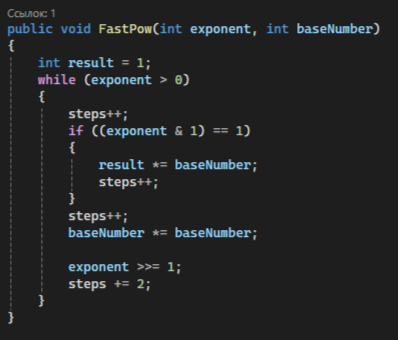 Ссылок: 1
public void FastPow(int exponent, int baseNumber)
{
    int result = 1;
    while (exponent > 0)
    {
        steps++;
        if ((exponent & 1) == 1)
        {
            result *= baseNumber;
            steps++;
        }
        steps++;
        baseNumber *= baseNumber;

        exponent >>>= 1;
        steps += 2;
    }
}